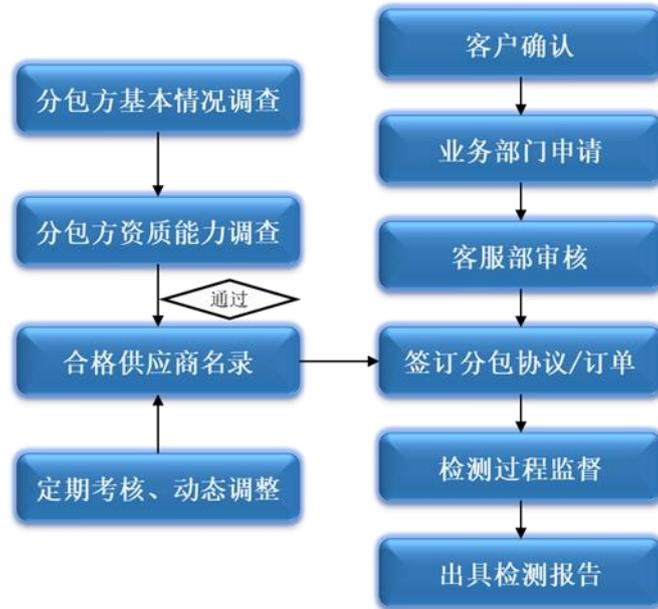 分包方基本情况调查
分包方资质能力调查
通过
合格供应商名录
定期考核、动态调整
客户确认
业务部门申请
客服部审核
签订分包协议/订单
检测过程监督
出具检测报告